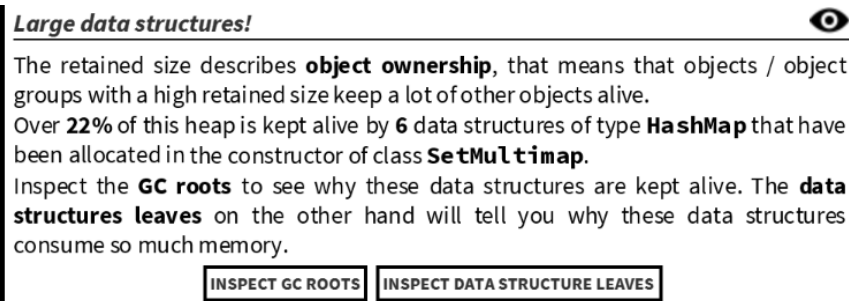 Large data structures!
The retained size describes object ownership, that means that objects / object
groups with a high retained size keep a lot of other objects alive.
Over 22% of this heap is kept alive by 6 data structures of type HashMap that have
been allocated in the constructor of class SetMultimap.
Inspect the GC roots to see why these data structures are kept alive. The data
structures leaves on the other hand will tell you why these data structures
consume so much memory.
INSPECT GC ROOTS INSPECT DATA STRUCTURE LEAVES